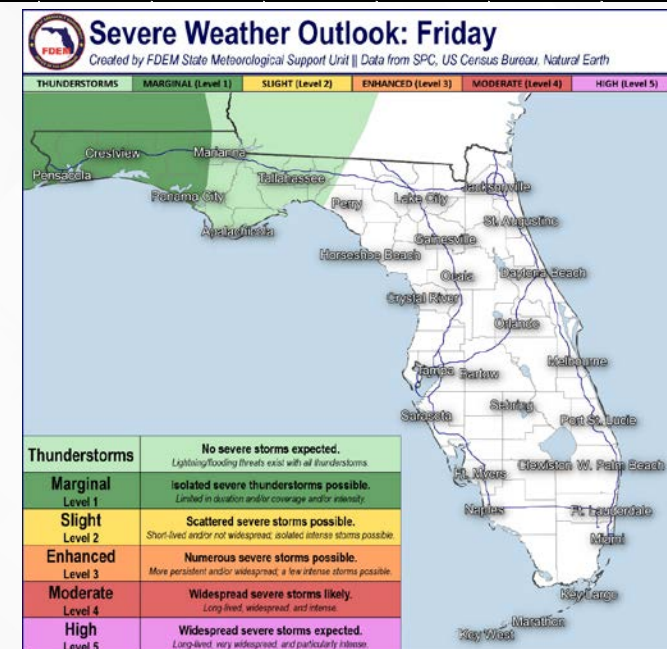 FDEM
Severe Weather Outlook: Friday
Created by FDEM State Meteorological Support Unit || Data from SPC, US Census Bureau, Natural Earth
THUNDERSTORMS MARGINAL (Level 1) SLIGHT (Level 2) ENHANCED (Level 3) MODERATE (Level 4) HIGH (Level 5)
Crestview Marianna
Pensacola Tallahassee Jacksonville
Panama City Perry Lake City
Apalachicola St. Augustine
Gainesville
Horseshoe Beach
Ocala Daytona Beach
Crystal River
Orlando
Melbourne
Tampa Bartow
Sebring
Sarasota Port St. Lucie
Ft. Myers Clewiston W. Palm Beach
Naples Ft. Lauderdale
Miami
Key Largo
Marathon
Key West
Thunderstorms No severe storms expected.
Lightning/flooding threats exist with all thunderstorms.
Marginal Isolated severe thunderstorms possible.
Level 1 Limited in duration and/or coverage and/or intensity.
Slight Scattered severe storms possible.
Level 2 Short-lived and/or not widespread; isolated intense storms possible.
Enhanced Numerous severe storms possible.
Level 3 More persistent and/or widespread; a few intense storms possible.
Moderate Widespread severe storms likely.
Level 4 Long-lived, widespread, and intense.
High Widespread severe storms expected.
Level 5 Long-lived, very widespread, and particularly intense.